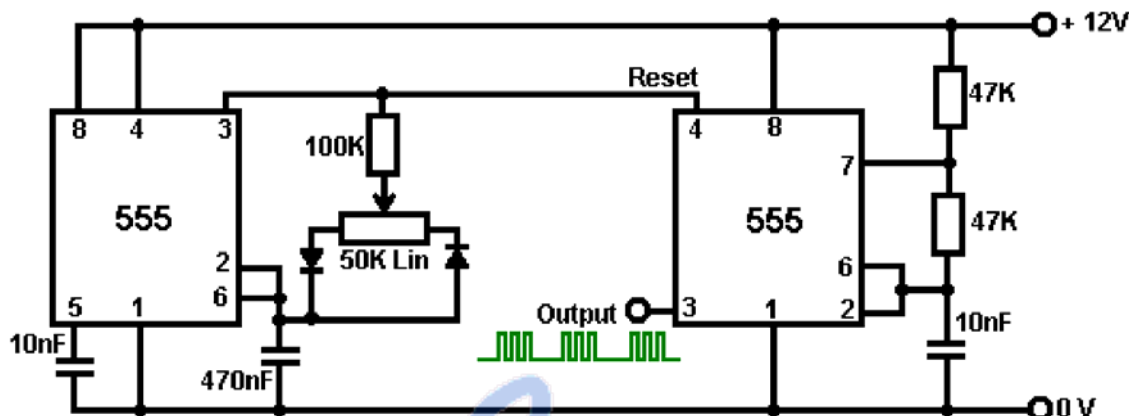 + 12V
Reset
47K
8 4 3
4 8
100K
7
555
555
50K Lin
47K
2
6
6
5 1
Output
3 1 2
10nF
10nF
470nF
0 V